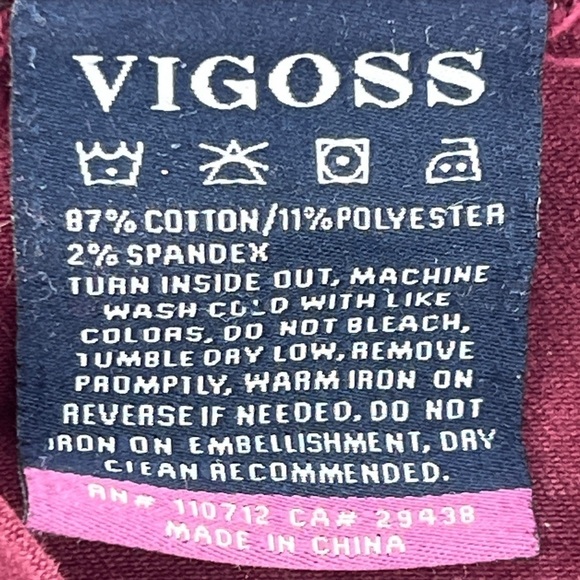 VIGOSS
87% COTTON/11% POLYESTER
2% SPANDEX
TURN INSIDE OUT, MACHINE
WASH COLD WITH LIKE
COLORS, DO NOT BLEACH,
TUMBLE DRY LOW, REMOVE
PROMPTLY, WARM IRON ON
REVERSE IF NEEDED. DO NOT
IRON ON EMBELLISHMENT, DRY
CLEAN RECOMMENDED.
RN# 110712 CA# 29438
MADE IN CHINA